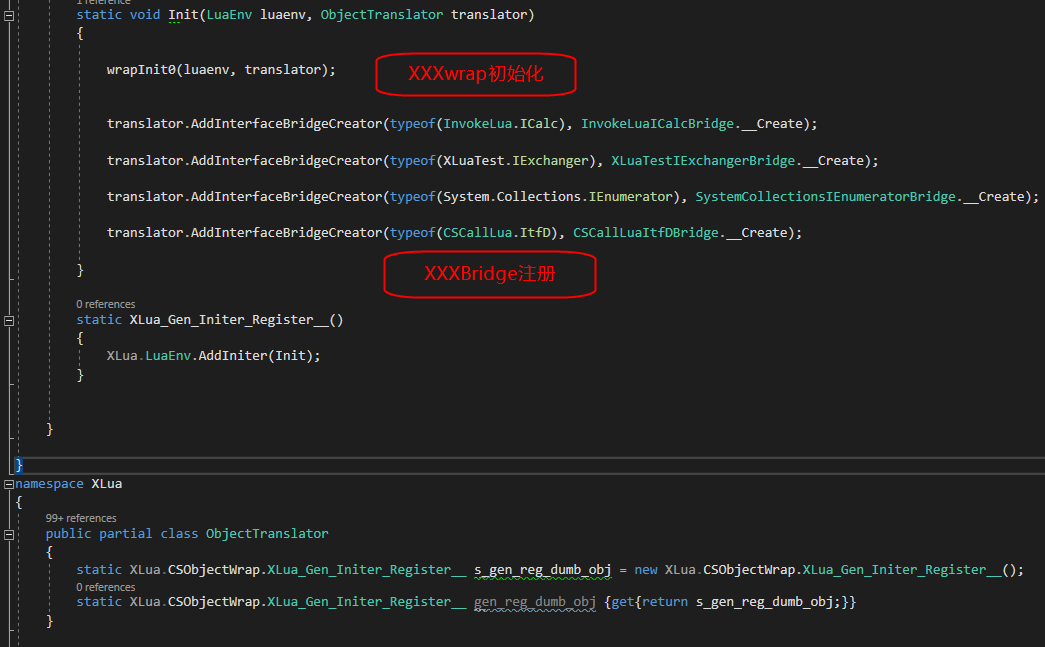 1 reference
static void Init(LuaEnv luaenv, ObjectTranslator translator)
{
wrapInit0(luaenv, translator);
XXXwrap初始化
translator.AddInterfaceBridgeCreator(typeof(InvokeLua.ICalc), InvokeLuaICalcBridge.__Create);
translator.AddInterfaceBridgeCreator(typeof(XLuaTest.IExchanger), XLuaTestIExchangerBridge.__Create);
translator.AddInterfaceBridgeCreator(typeof(System.Collections.IEnumerator), SystemCollectionsIEnumeratorBridge.__Create);
translator.AddInterfaceBridgeCreator(typeof(CSCallLua.ItfD), CSCallLuaItfDBridge.__Create);
}
XXXBridge注册
0 references
static XLua_Gen_Initer_Register__()
{
XLua.LuaEnv.AddIniter(Init);
}
}
}
namespace XLua
{
99+ references
public partial class ObjectTranslator
{
static XLua.CSObjectWrap.XLua_Gen_Initer_Register__ s_gen_reg_dumb_obj = new XLua.CSObjectWrap.XLua_Gen_Initer_Register__();
0 references
static XLua.CSObjectWrap.XLua_Gen_Initer_Register__ gen_reg_dumb_obj {get{return s_gen_reg_dumb_obj;}}
}